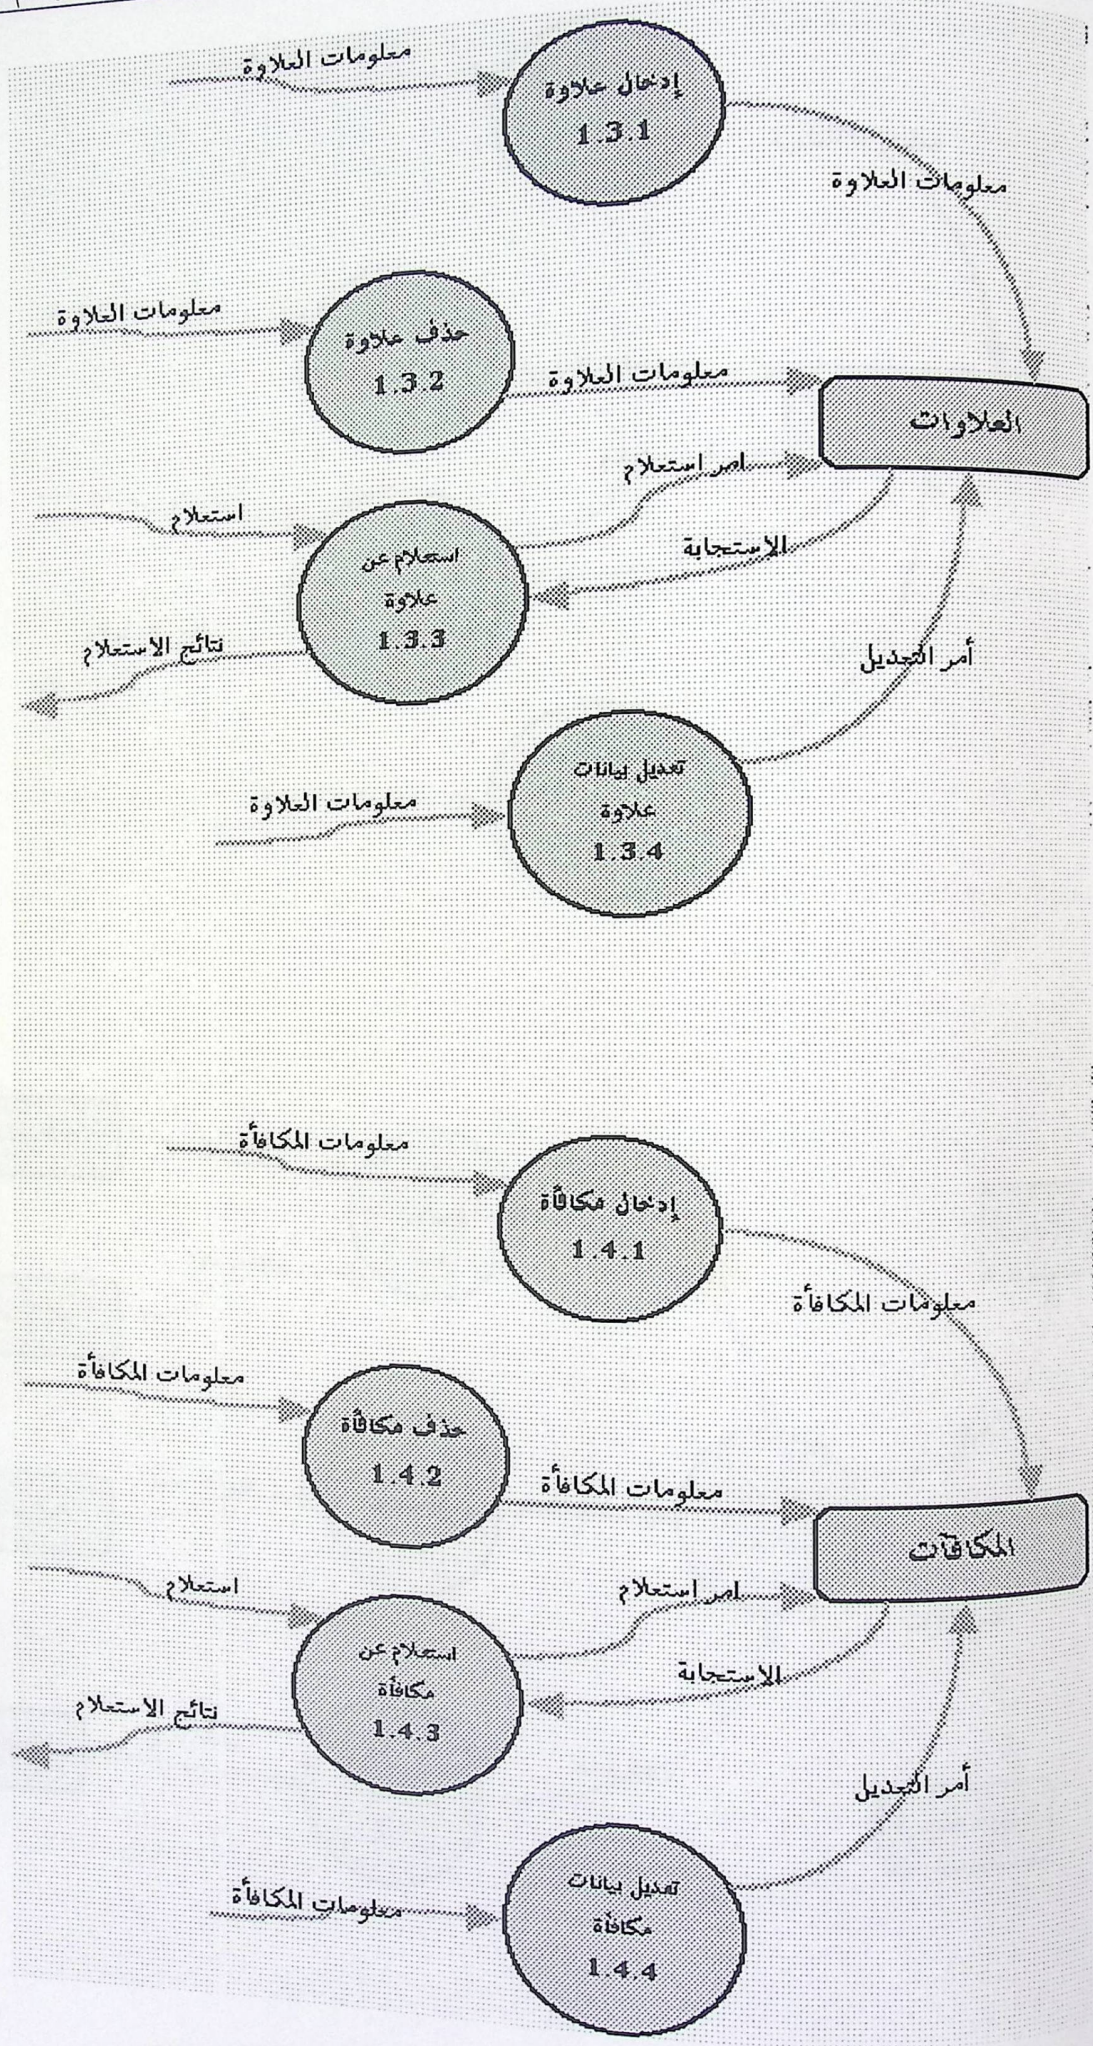 معلومات العلاوة
إدخال علاوة
1.3.1
معلومات العلاوة
معلومات العلاوة
حذف علاوة
1.3.2
معلومات العلاوة
العلاوات
امر استعلام
استعلام
الاستجابة
استعلام عن
علاوة
1.3.3
نتائج الاستعلام
أمر التعديل
تعديل بيانات
علاوة
1.3.4
معلومات العلاوة
معلومات المكافأة
إدخال مكافأة
1.4.1
معلومات المكافأة
معلومات المكافأة
حذف مكافأة
1.4.2
معلومات المكافأة
المكافآت
امر استعلام
استعلام
الاستجابة
استعلام عن
مكافأة
1.4.3
نتائج الاستعلام
أمر التعديل
تعديل بيانات
مكافأة
1.4.4
معلومات المكافأة